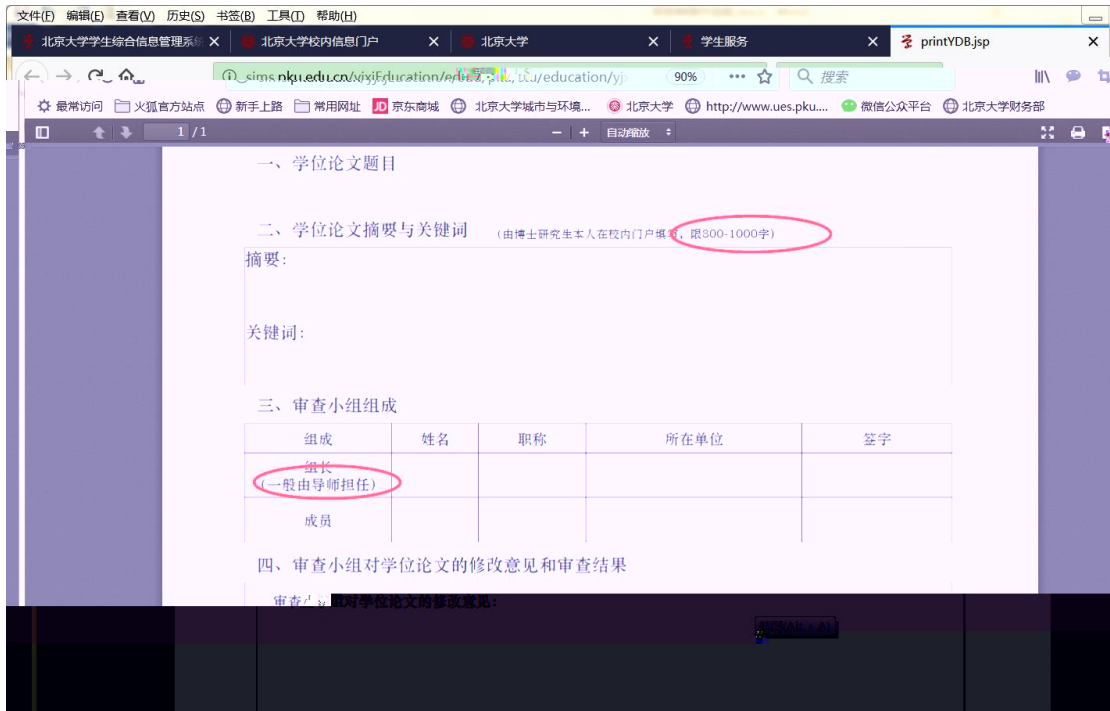 文件(F) 编辑(E) 查看(V) 历史(S) 书签(B) 工具(T) 帮助(H)
北京大学学生综合信息管理系统 北京大学校内信息门户 北京大学 学生服务 printYDB.jsp
90% 搜索
最常访问 火狐官方站点 新手上路 常用网址 JD 京东商城 北京大学城市与环境... 北京大学 http://www.ues.pku.... 微信公众平台 北京大学财务部
1 / 1 自动缩放
一、学位论文题目
二、学位论文摘要与关键词 (由博士研究生本人在校内门户填写，限800-1000字)
摘要:
关键词:
三、审查小组组成
组成 姓名 职称 所在单位 签字
组长
(一般由导师担任)
成员
四、审查小组对学位论文的修改意见和审查结果
审查小组对学位论文的修改意见: